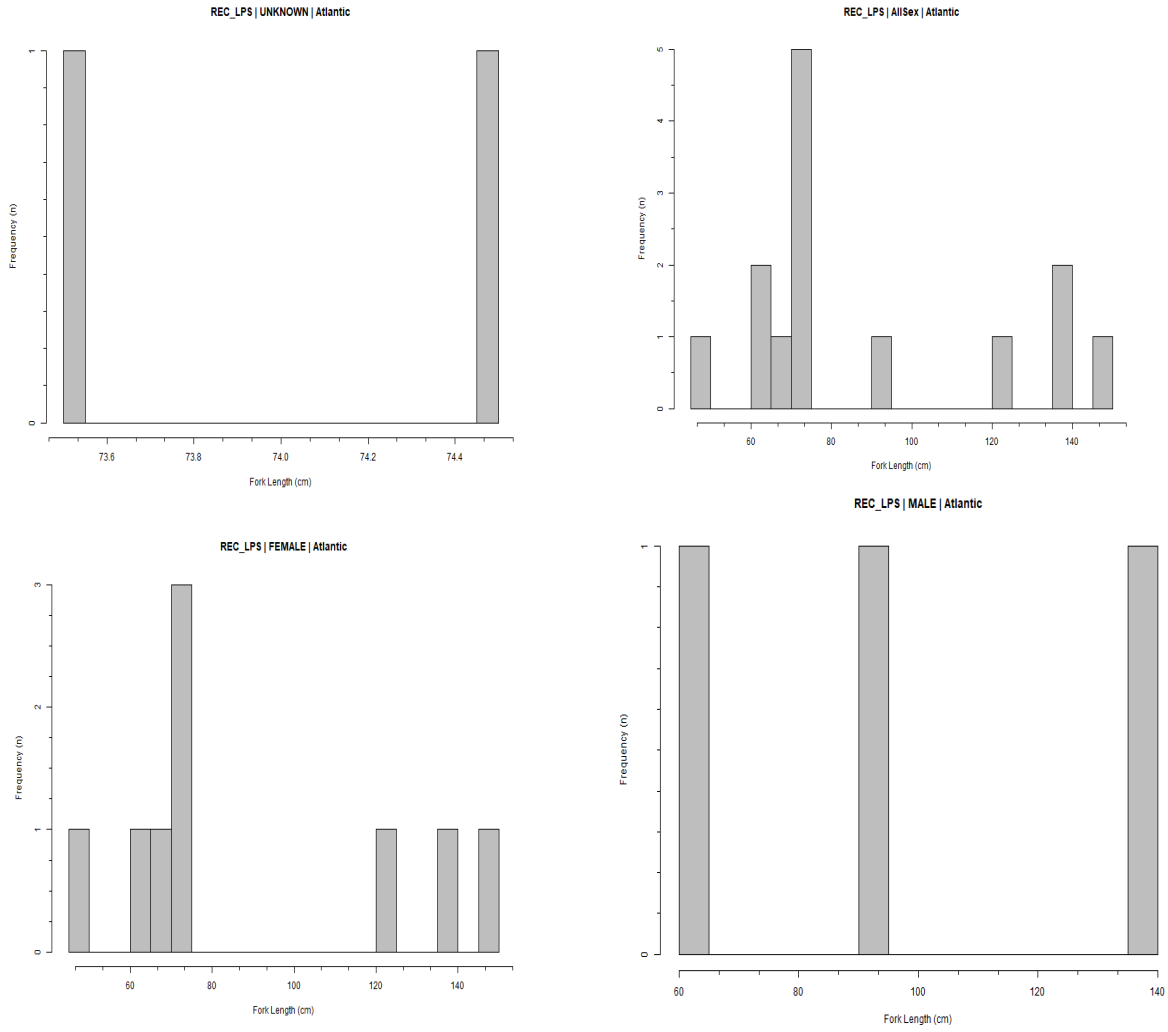 REC_LPS | UNKNOWN | Atlantic
1
0
Frequency (n)
73.6 73.8 74.0 74.2 74.4
Fork Length (cm)
REC_LPS | AllSex | Atlantic
5
4
3
2
1
0
Frequency (n)
60 80 100 120 140
Fork Length (cm)
REC_LPS | FEMALE | Atlantic
3
2
1
0
Frequency (n)
60 80 100 120 140
Fork Length (cm)
REC_LPS | MALE | Atlantic
1
0
Frequency (n)
60 80 100 120 140
Fork Length (cm)